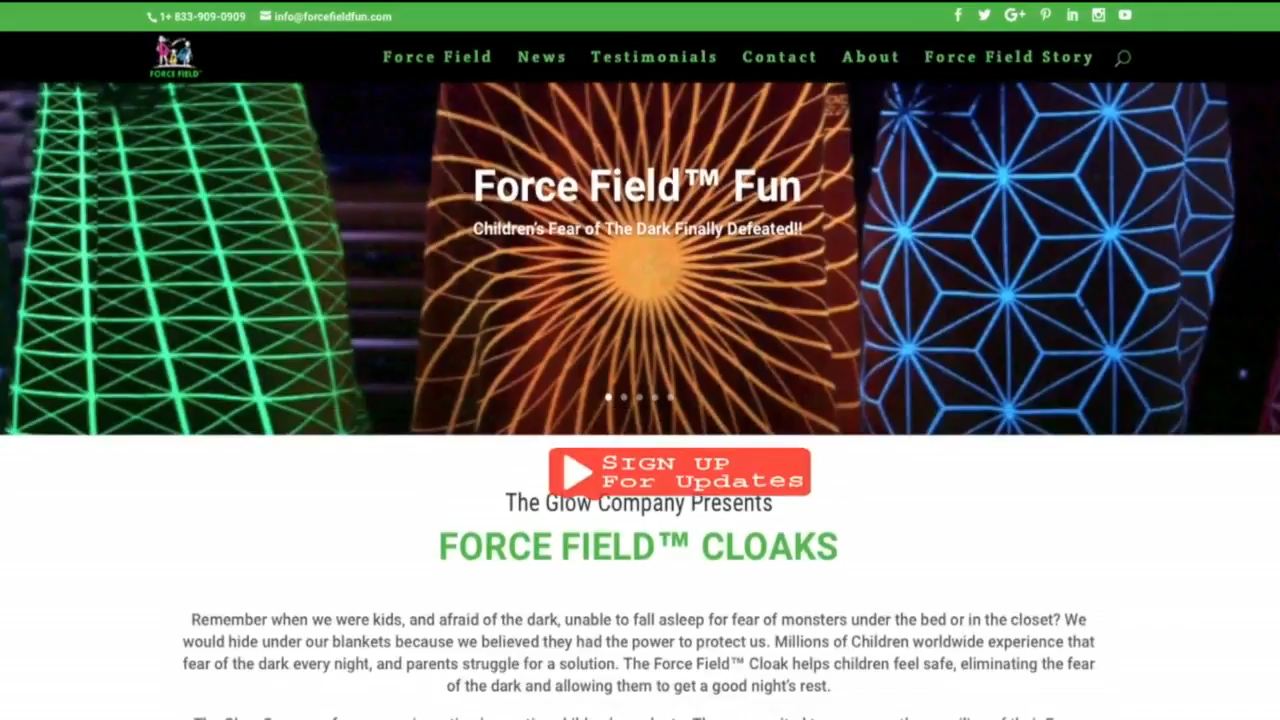 1+ 833-909-0909 info@forcefieldfun.com
FORCE FIELD™
Force Field News Testimonials Contact About Force Field Story
Force Field™ Fun
Children's Fear of The Dark Finally Defeated!!
SIGN UP
For Updates
The Glow Company Presents
FORCE FIELD™ CLOAKS
Remember when we were kids, and afraid of the dark, unable to fall asleep for fear of monsters under the bed or in the closet? We
would hide under our blankets because we believed they had the power to protect us. Millions of Children worldwide experience that
fear of the dark every night, and parents struggle for a solution. The Force Field™ Cloak helps children feel safe, eliminating the fear
of the dark and allowing them to get a good night's rest.